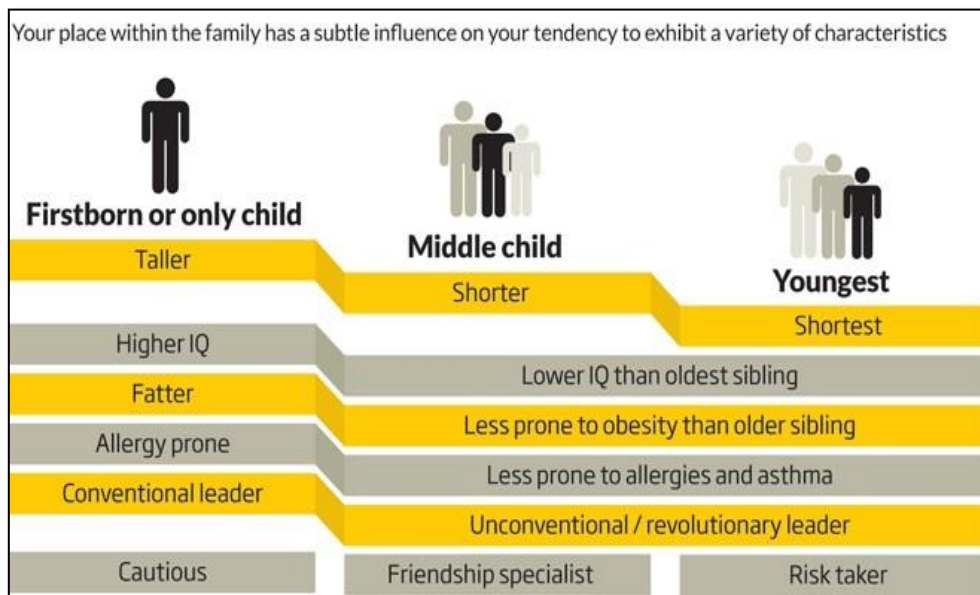 Your place within the family has a subtle influence on your tendency to exhibit a variety of characteristics
Firstborn or only child
Middle child
Youngest
Taller
Shorter
Shortest
Higher IQ
Lower IQ than oldest sibling
Fatter
Less prone to obesity than older sibling
Allergy prone
Less prone to allergies and asthma
Conventional leader
Unconventional / revolutionary leader
Cautious
Friendship specialist
Risk taker